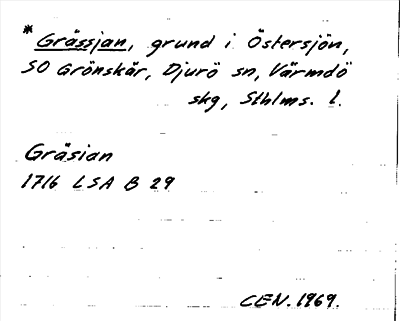 *Grässjan, grund i Östersjön,
SO Grönskär, Djurö sn, Värmdö
skg, Sthlms. l.
Gräsian
1716 LSA B 29
CEN. 1969.